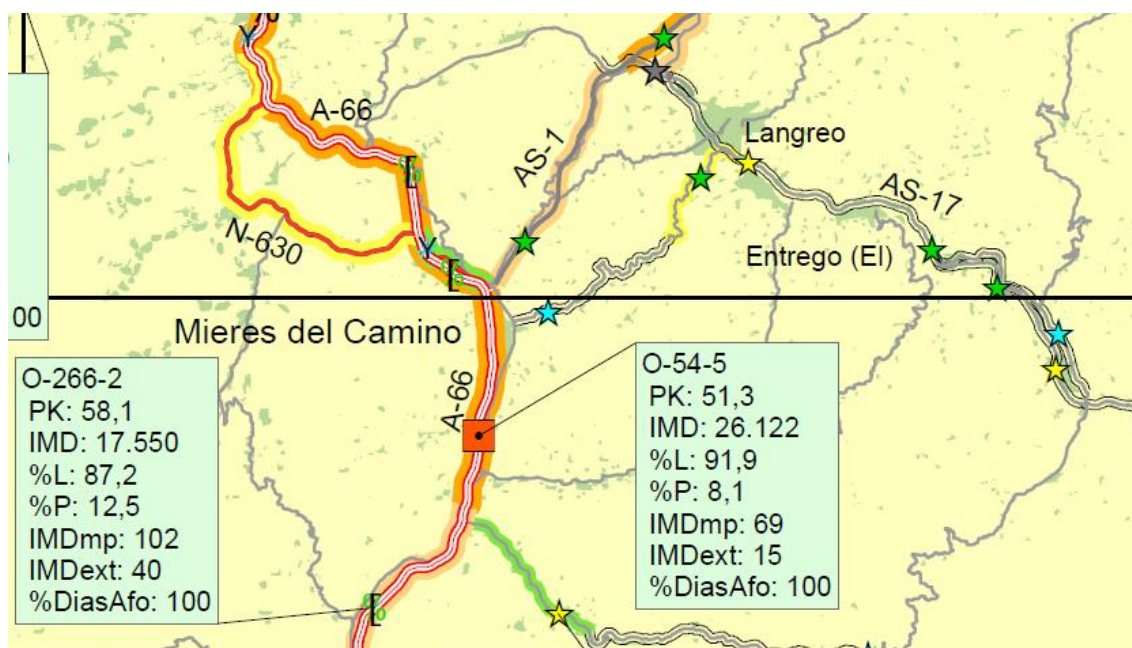 A-66
Langreo
AS-1
AS-17
N-630
Entrego (El)
00
Mieres del Camino
A-66
O-266-2
PK: 58,1
IMD: 17.550
%L: 87,2
%P: 12,5
IMDmp: 102
IMDext: 40
%DiasAfo: 100
O-54-5
PK: 51,3
IMD: 26.122
%L: 91,9
%P: 8,1
IMDmp: 69
IMDext: 15
%DiasAfo: 100